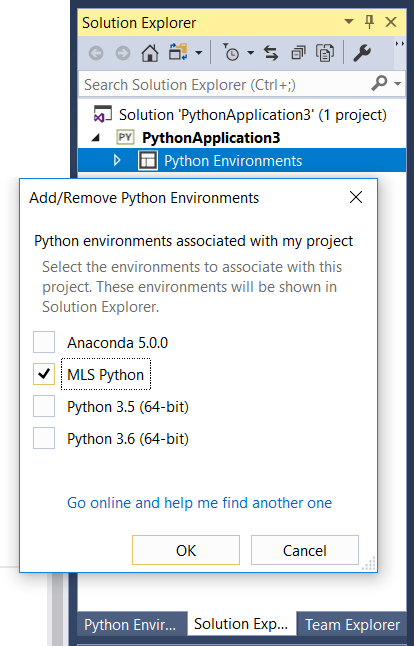 Solution Explorer
Search Solution Explorer (Ctrl+;)
Solution 'PythonApplication3' (1 project)
PY PythonApplication3
Python Environments
Add/Remove Python Environments
Python environments associated with my project
Select the environments to associate with this
project. These environments will be shown in
Solution Explorer.
Anaconda 5.0.0
MLS Python
Python 3.5 (64-bit)
Python 3.6 (64-bit)
Go online and help me find another one
OK Cancel
Python Envir... Solution Exp... Team Explorer